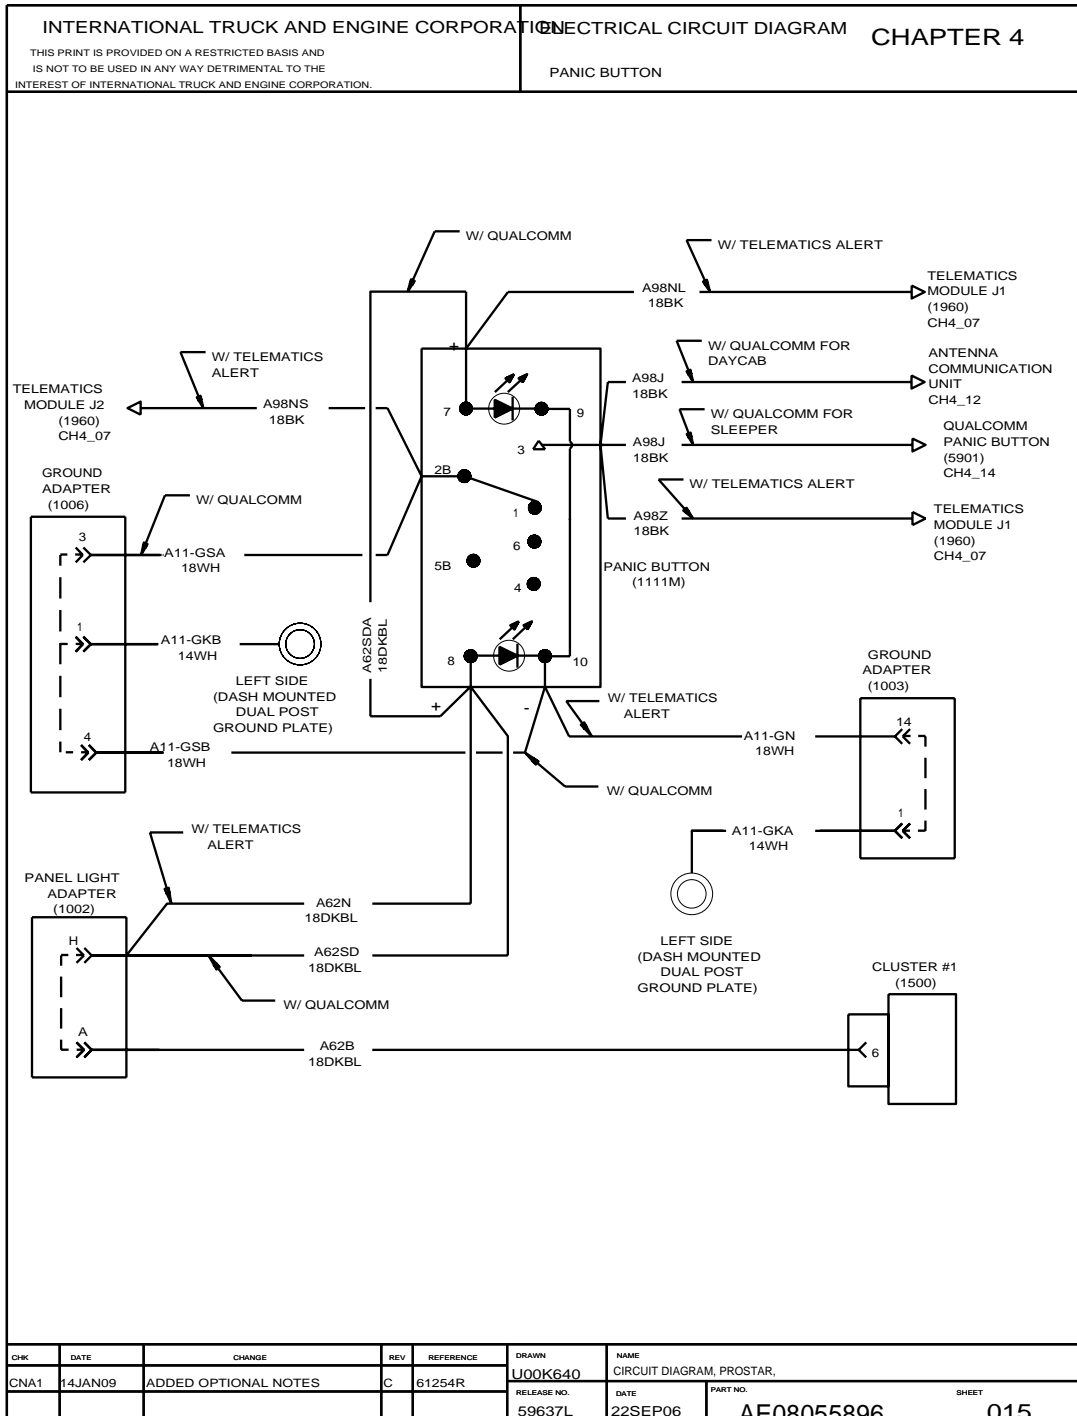 INTERNATIONAL TRUCK AND ENGINE CORPORATION
THIS PRINT IS PROVIDED ON A RESTRICTED BASIS AND
IS NOT TO BE USED IN ANY WAY DETRIMENTAL TO THE
INTEREST OF INTERNATIONAL TRUCK AND ENGINE CORPORATION.
ELECTRICAL CIRCUIT DIAGRAM
CHAPTER 4
PANIC BUTTON
W/ QUALCOMM
W/ TELEMATICS ALERT
A98NL
18BK
TELEMATICS
MODULE J1
(1960)
CH4_07
W/ TELEMATICS
ALERT
TELEMATICS
MODULE J2
(1960)
CH4_07
A98NS
18BK
+
7
9
3
2B
1
6
5B
4
8
10
+
-
W/ QUALCOMM FOR
DAYCAB
A98J
18BK
ANTENNA
COMMUNICATION
UNIT
CH4_12
W/ QUALCOMM FOR
SLEEPER
A98J
18BK
QUALCOMM
PANIC BUTTON
(5901)
CH4_14
W/ TELEMATICS ALERT
A98Z
18BK
TELEMATICS
MODULE J1
(1960)
CH4_07
PANIC BUTTON
(1111M)
GROUND
ADAPTER
(1006)
W/ QUALCOMM
3
A11-GSA
18WH
1
A11-GKB
14WH
LEFT SIDE
(DASH MOUNTED
DUAL POST
GROUND PLATE)
4
A11-GSB
18WH
A62SDA
18DKBL
W/ TELEMATICS
ALERT
A11-GN
18WH
W/ QUALCOMM
GROUND
ADAPTER
(1003)
14
1
A11-GKA
14WH
LEFT SIDE
(DASH MOUNTED
DUAL POST
GROUND PLATE)
W/ TELEMATICS
ALERT
PANEL LIGHT
ADAPTER
(1002)
A62N
18DKBL
H
A62SD
18DKBL
W/ QUALCOMM
A
A62B
18DKBL
CLUSTER #1
(1500)
6
CHK DATE CHANGE REV REFERENCE
CNA1 14JAN09 ADDED OPTIONAL NOTES C 61254R
DRAWN
U00K640
NAME
CIRCUIT DIAGRAM, PROSTAR,
RELEASE NO.
59637L
DATE
22SEP06
PART NO.
AE08055896
SHEET
015